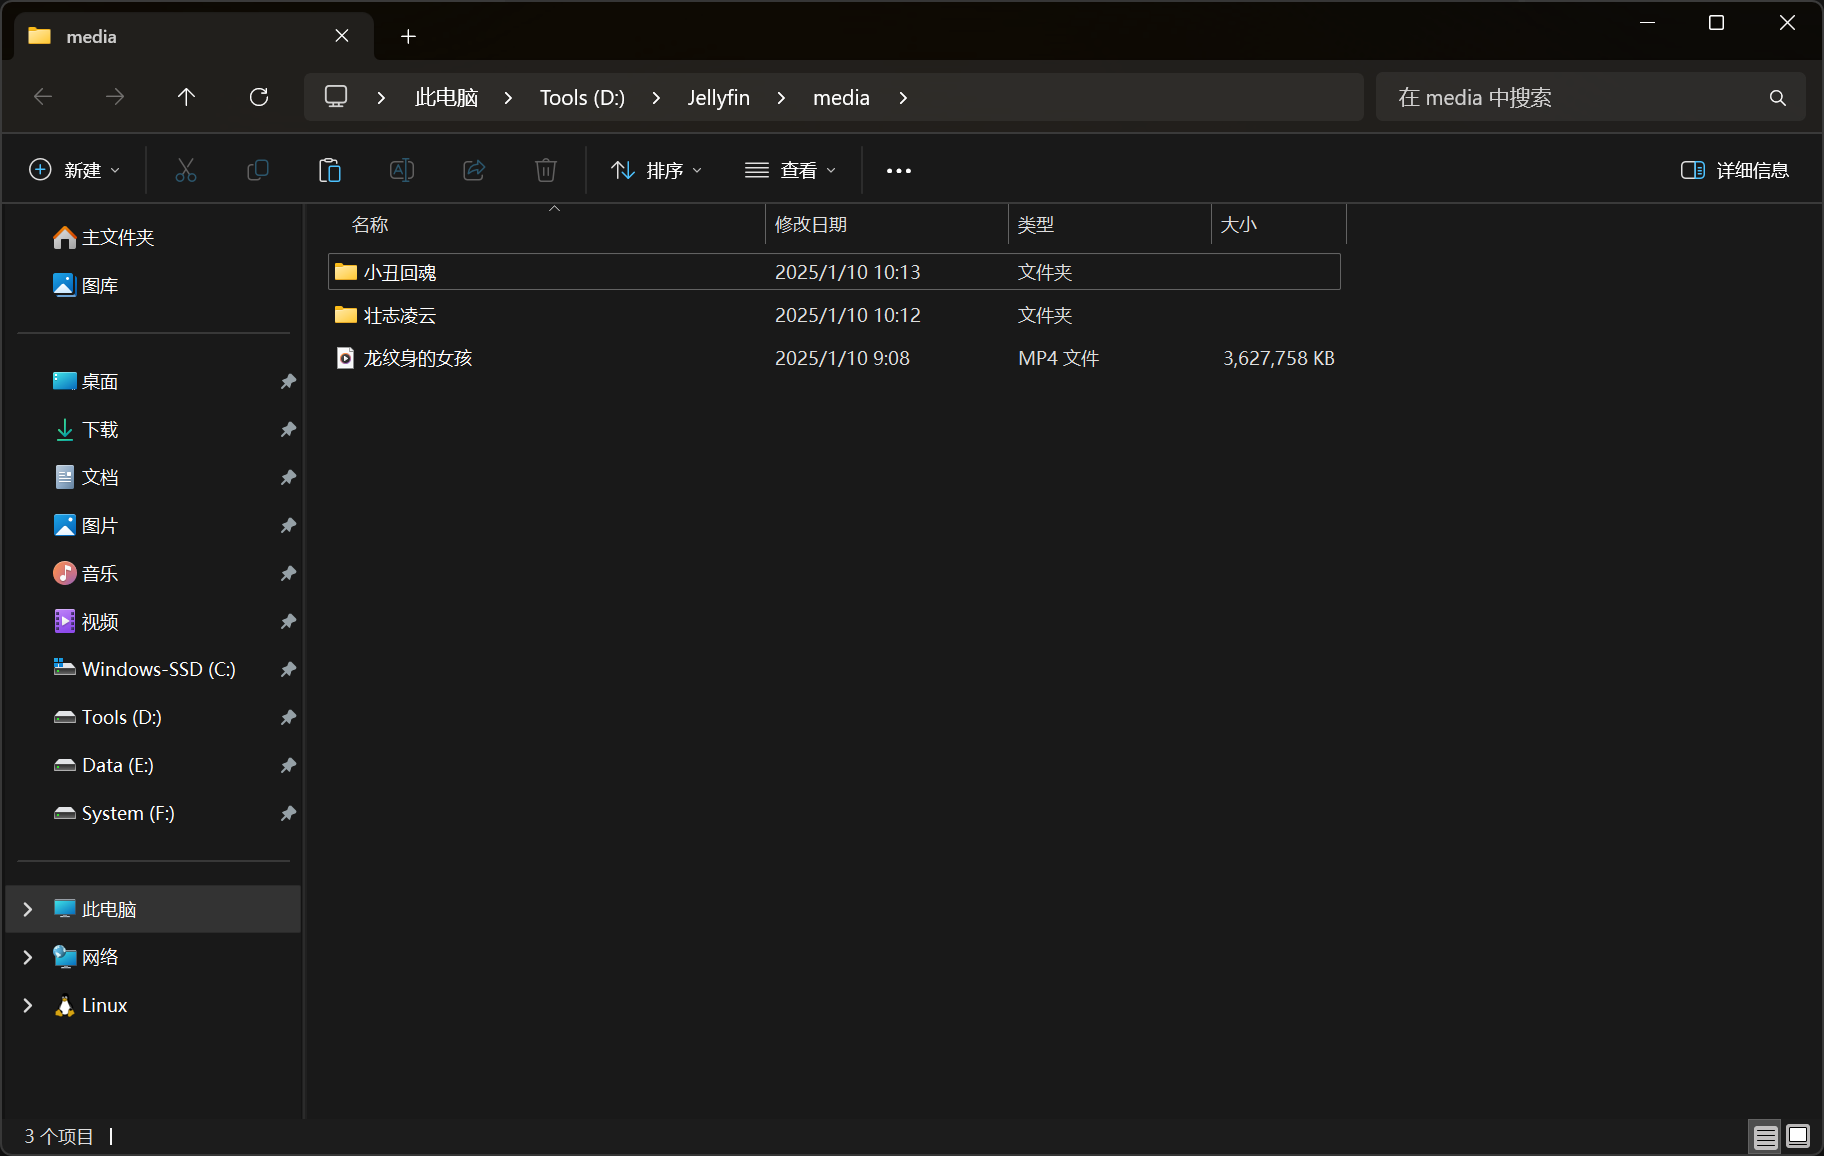 media
此电脑 Tools (D:) Jellyfin media
在 media 中搜索
新建 排序 查看 详细信息
主文件夹
图库
桌面
下载
文档
图片
音乐
视频
Windows-SSD (C:)
Tools (D:)
Data (E:)
System (F:)
此电脑
网络
Linux
名称 修改日期 类型 大小
小丑回魂 2025/1/10 10:13 文件夹
壮志凌云 2025/1/10 10:12 文件夹
龙纹身的女孩 2025/1/10 9:08 MP4 文件 3,627,758 KB
3 个项目